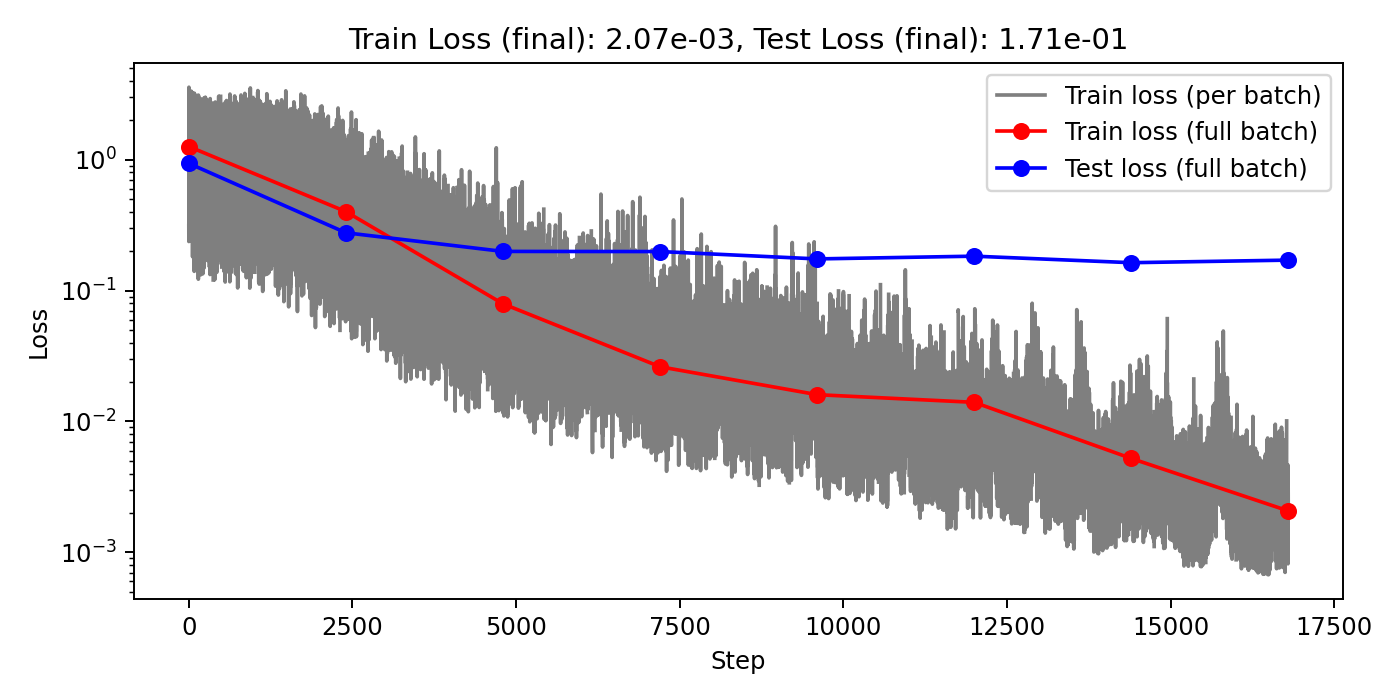 Train Loss (final): 2.07e-03, Test Loss (final): 1.71e-01
Train loss (per batch)
Train loss (full batch)
Test loss (full batch)
Loss
10⁰
10⁻¹
10⁻²
10⁻³
0 2500 5000 7500 10000 12500 15000 17500
Step